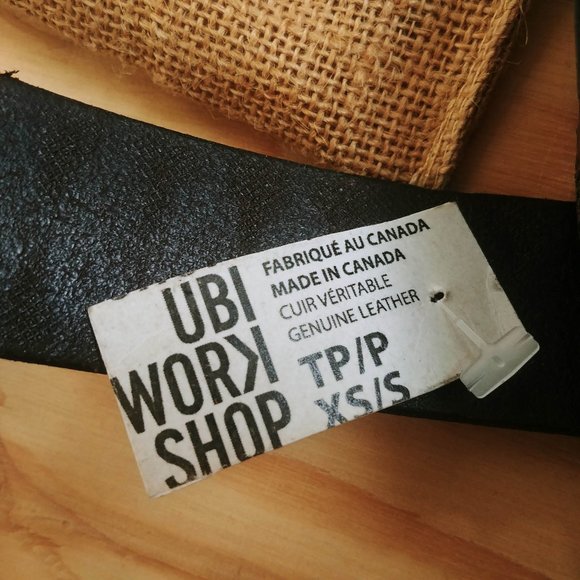 UBI
WORK
SHOP
FABRIQUÉ AU CANADA
MADE IN CANADA
CUIR VÉRITABLE
GENUINE LEATHER
TP/P
XS/S